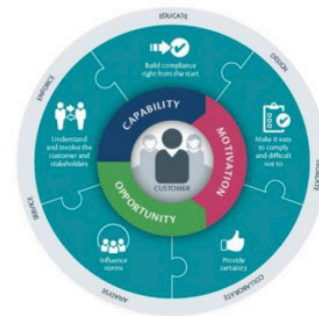 EDUCATE
DESIGN
COLLABORATE
ANALYSE
SERVICE
ENFORCE
Build compliance
right from the start
Make it easy
to comply and difficult
not to
Provide
certainty
Influence
norms
Understand
and involve the
customer and
stakeholders
CAPABILITY
MOTIVATION
OPPORTUNITY
CUSTOMER